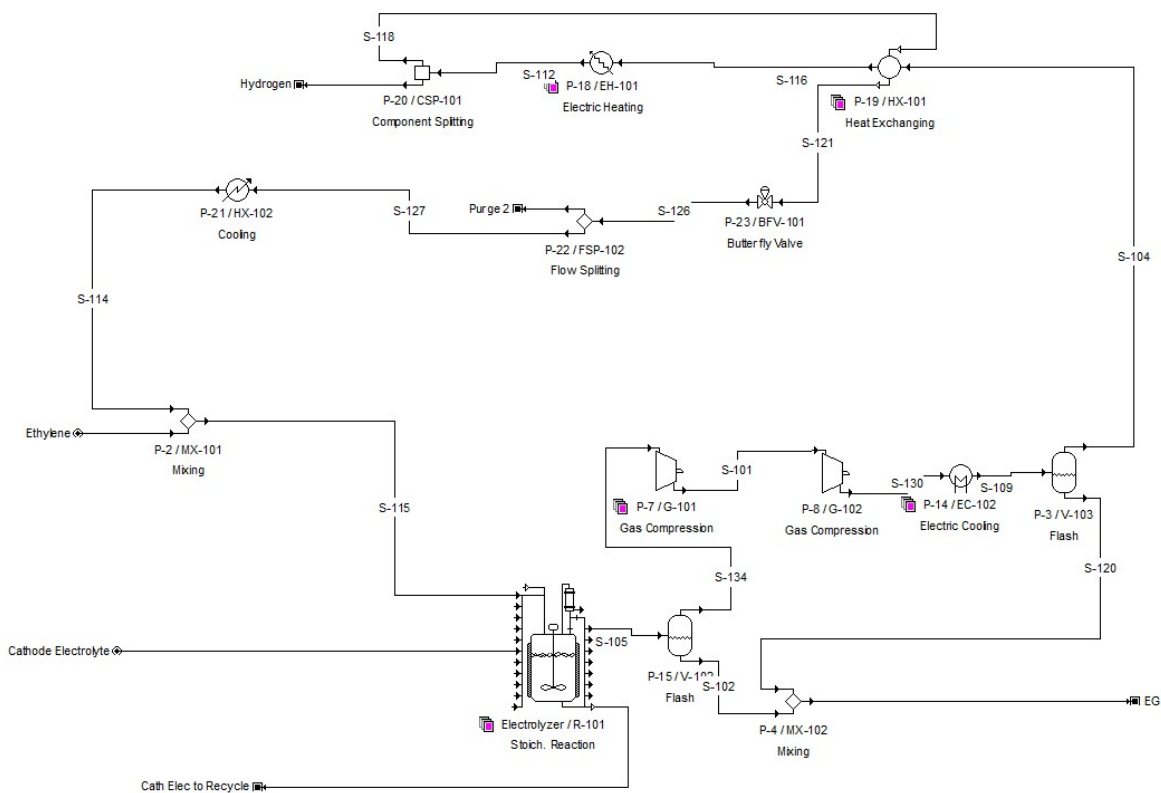 S-118
Hydrogen
P-20 / CSP-101
Component Splitting
S-112
P-18 / EH-101
Electric Heating
S-116
P-19 / HX-101
Heat Exchanging
S-121
S-104
P-21 / HX-102
Cooling
S-127
Purge 2
P-22 / FSP-102
Flow Splitting
S-126
P-23 / BFV-101
Butterfly Valve
S-114
Ethylene
P-2 / MX-101
Mixing
S-115
P-7 / G-101
Gas Compression
S-101
P-8 / G-102
Gas Compression
S-130
P-14 / EC-102
Electric Cooling
S-109
P-3 / V-103
Flash
S-120
S-134
Cathode Electrolyte
S-105
P-15 / V-102
Flash
S-102
P-4 / MX-102
Mixing
EG
Electrolyzer / R-101
Stoich. Reaction
Cath Elec to Recycle